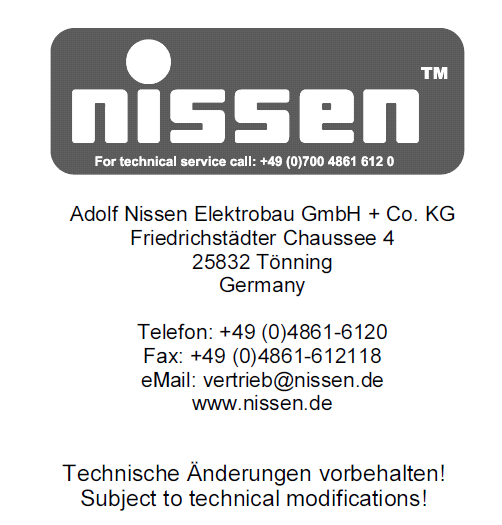 nissen™
For technical service call: +49 (0)700 4861 612 0
Adolf Nissen Elektrobau GmbH + Co. KG
Friedrichstädter Chaussee 4
25832 Tönning
Germany
Telefon: +49 (0)4861-6120
Fax: +49 (0)4861-612118
eMail: vertrieb@nissen.de
www.nissen.de
Technische Änderungen vorbehalten!
Subject to technical modifications!